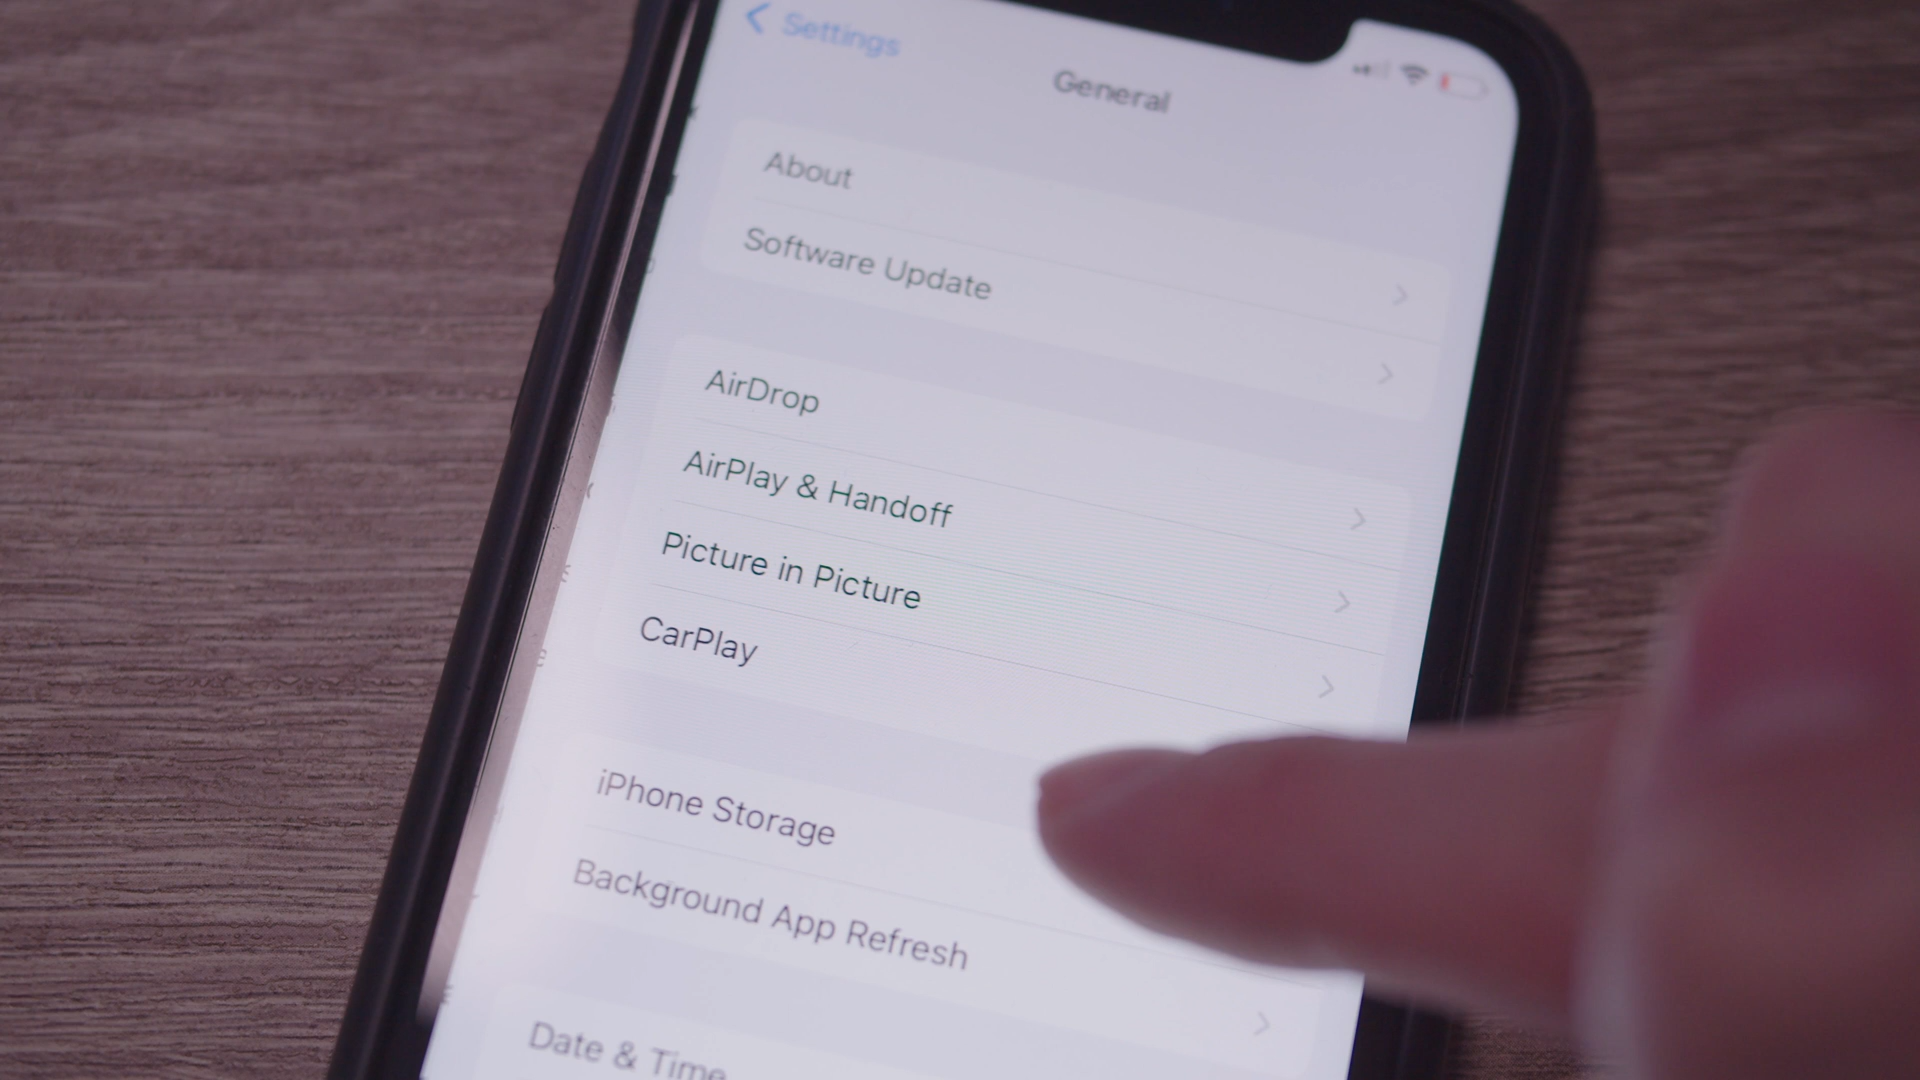 Settings
General
About
Software Update
AirDrop
AirPlay & Handoff
Picture in Picture
CarPlay
iPhone Storage
Background App Refresh
Date & Time